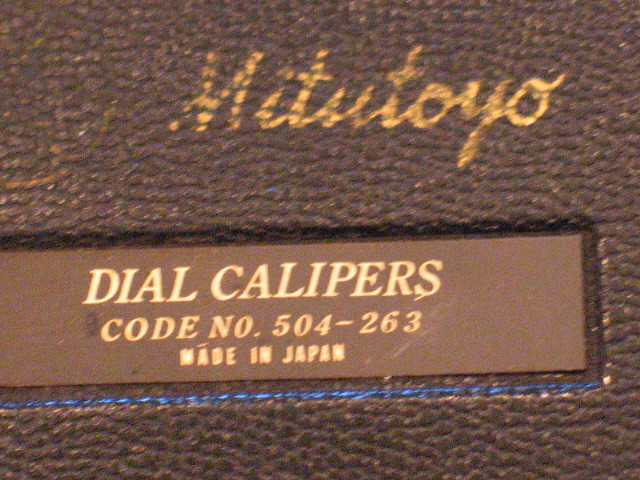 Mitutoyo
DIAL CALIPERS
CODE NO. 504-263
MADE IN JAPAN